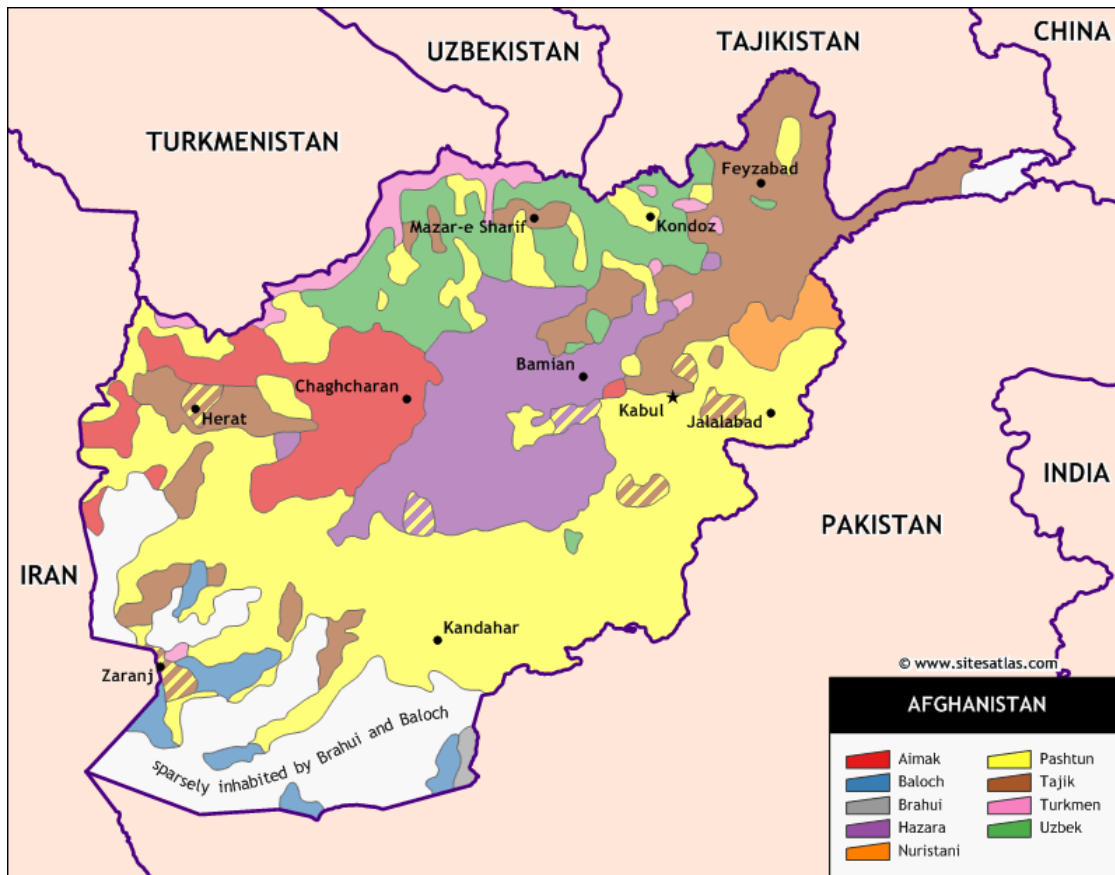 CHINA
TAJIKISTAN
UZBEKISTAN
TURKMENISTAN
Feyzabad
Mazar-e Sharif
Kondoz
Bamian
Chaghcharan
Kabul
Herat
Jalalabad
INDIA
PAKISTAN
IRAN
Kandahar
Zaranj
sparsely inhabited by Brahui and Baloch
© www.sitesatlas.com
AFGHANISTAN
Aimak
Baloch
Brahui
Hazara
Nuristani
Pashtun
Tajik
Turkmen
Uzbek